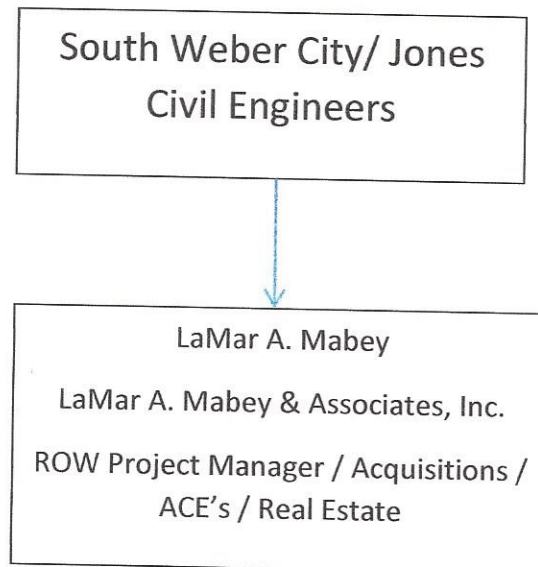 South Weber City/ Jones
Civil Engineers
LaMar A. Mabey
LaMar A. Mabey & Associates, Inc.
ROW Project Manager / Acquisitions /
ACE’s / Real Estate